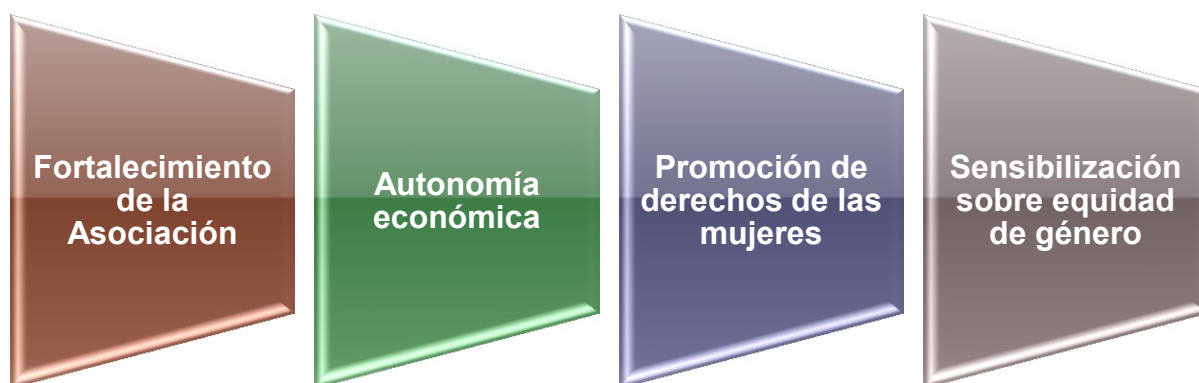 Fortalecimiento
de la
Asociación
Autonomía
económica
Promoción de
derechos de las
mujeres
Sensibilización
sobre equidad
de género